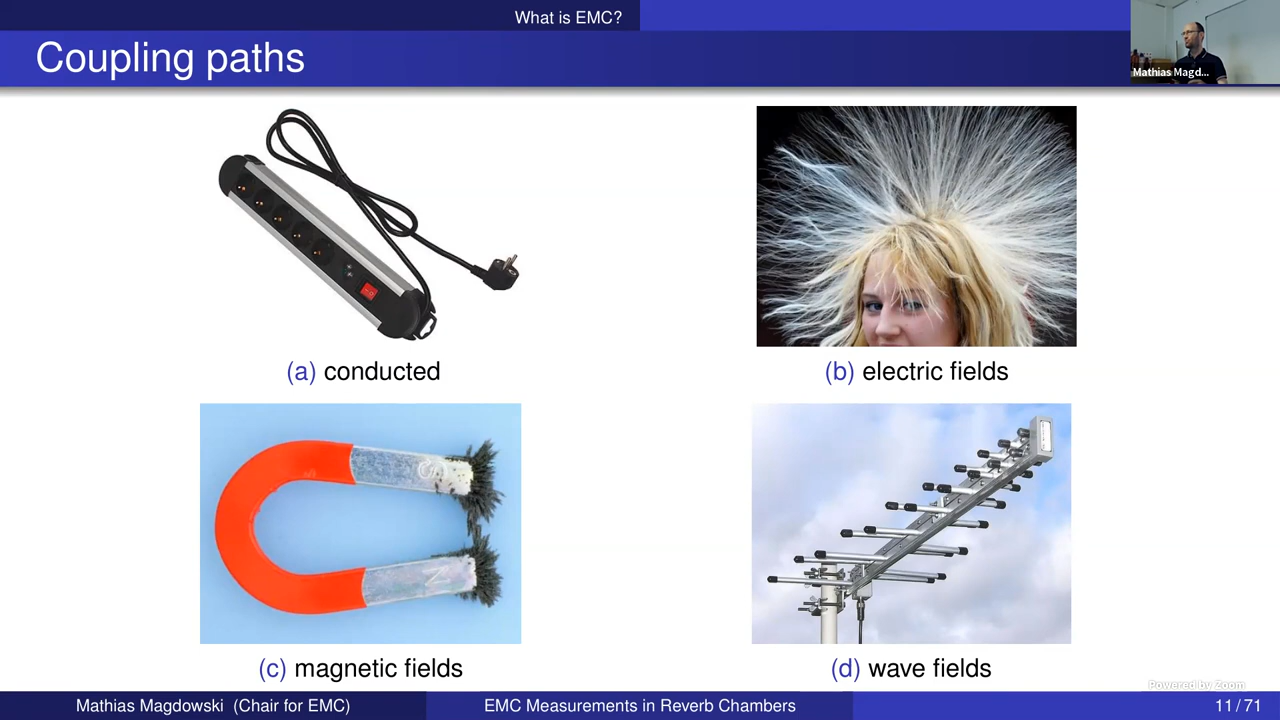 What is EMC?
Coupling paths
Mathias Magd...
(a) conducted
(b) electric fields
(c) magnetic fields
(d) wave fields
Powered by Zoom
Mathias Magdowski (Chair for EMC)
EMC Measurements in Reverb Chambers
11 / 71